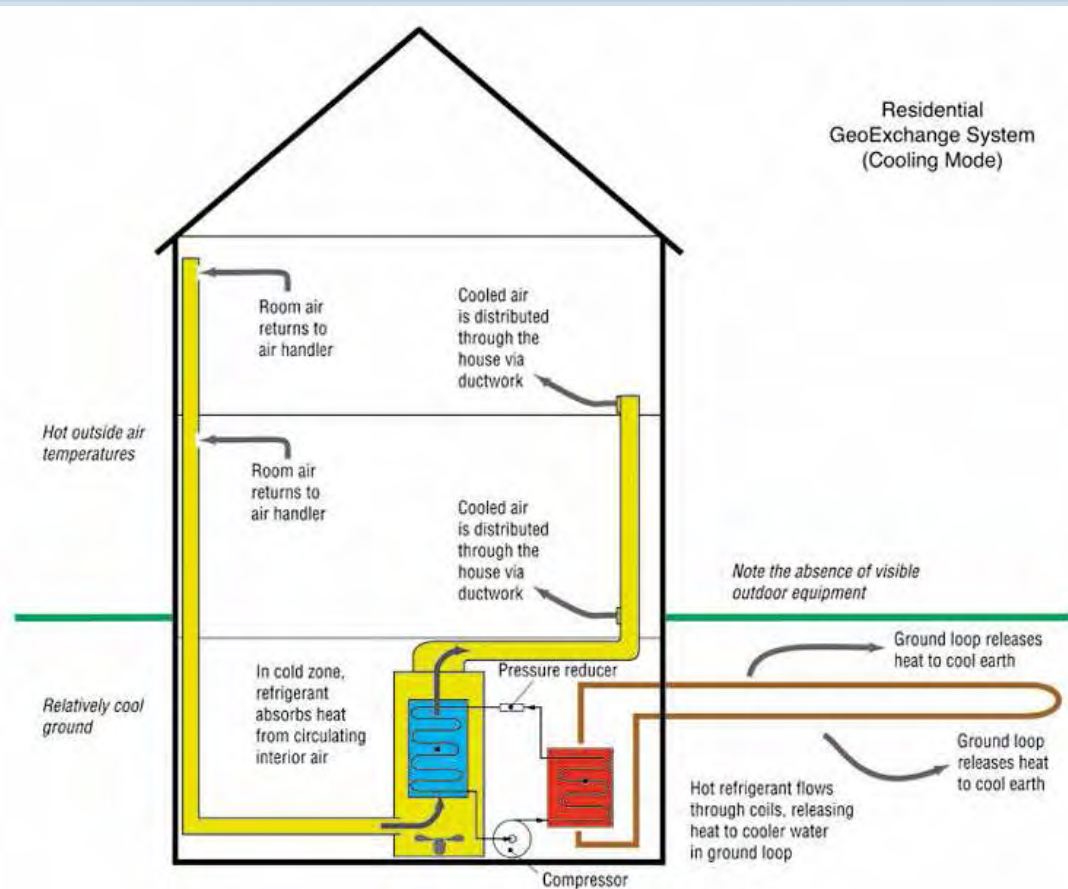 Residential
GeoExchange System
(Cooling Mode)
Room air
returns to
air handler
Cooled air
is distributed
through the
house via
ductwork
Hot outside air
temperatures
Room air
returns to
air handler
Cooled air
is distributed
through the
house via
ductwork
Note the absence of visible
outdoor equipment
Ground loop releases
heat to cool earth
In cold zone,
refrigerant
absorbs heat
from circulating
interior air
Pressure reducer
Relatively cool
ground
Ground loop
releases heat
to cool earth
Hot refrigerant flows
through coils, releasing
heat to cooler water
in ground loop
Compressor